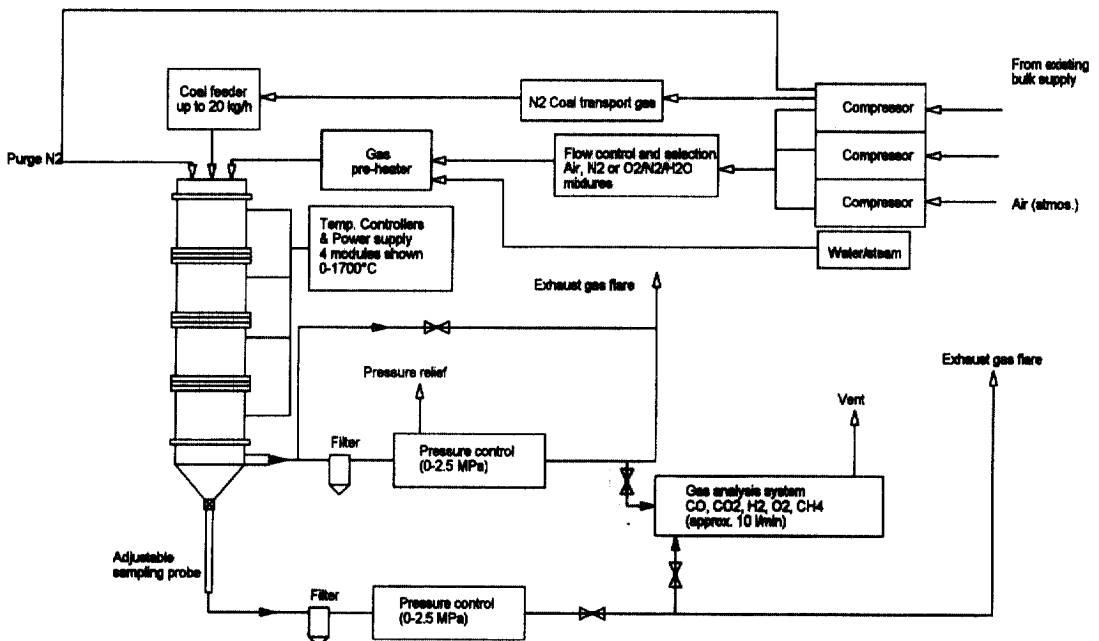 From existing
bulk supply
Coal feeder
up to 20 kg/h
N2 Coal transport gas
Compressor
Purge N2
Gas
pre-heater
Flow control and selection
Air, N2 or O2/N2/H2O
mixtures
Compressor
Compressor
Air (atmos.)
Temp. Controllers
& Power supply
4 modules shown
0-1700°C
Water/steam
Exhaust gas flare
Exhaust gas flare
Pressure relief
Vent
Filter
Pressure control
(0-2.5 MPa)
Gas analysis system
CO, CO2, H2, O2, CH4
(approx. 10 l/min)
Adjustable
sampling probe
Filter
Pressure control
(0-2.5 MPa)